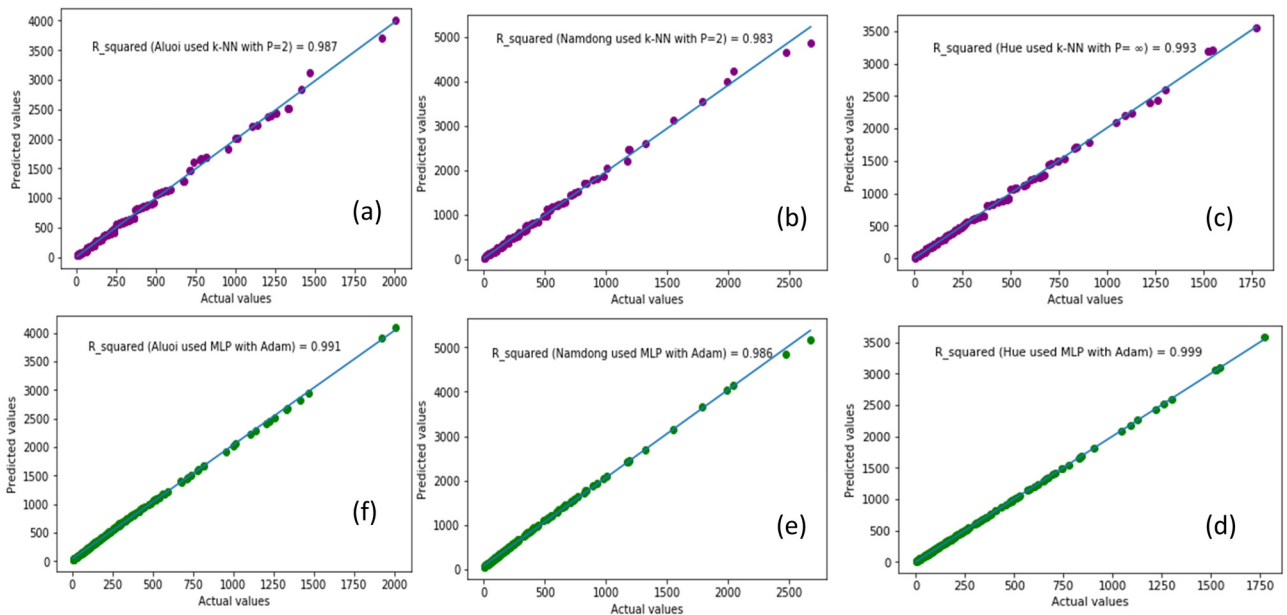 4000
3500
3000
2500
2000
1500
1000
500
0
Predicted values
R_squared (Aluoi used k-NN with P=2) = 0.987
(a)
0 250 500 750 1000 1250 1500 1750 2000
Actual values
5000
4000
3000
2000
1000
0
Predicted values
R_squared (Namdong used k-NN with P=2) = 0.983
(b)
0 500 1000 1500 2000 2500
Actual values
3500
3000
2500
2000
1500
1000
500
0
Predicted values
R_squared (Hue used k-NN with P= ∞) = 0.993
(c)
0 250 500 750 1000 1250 1500 1750
Actual values
4000
3500
3000
2500
2000
1500
1000
500
0
Predicted values
R_squared (Aluoi used MLP with Adam) = 0.991
(f)
0 250 500 750 1000 1250 1500 1750 2000
Actual values
5000
4000
3000
2000
1000
0
Predicted values
R_squared (Namdong used MLP with Adam) = 0.986
(e)
0 500 1000 1500 2000 2500
Actual values
3500
3000
2500
2000
1500
1000
500
0
Predicted values
R_squared (Hue used MLP with Adam) = 0.999
(d)
0 250 500 750 1000 1250 1500 1750
Actual values